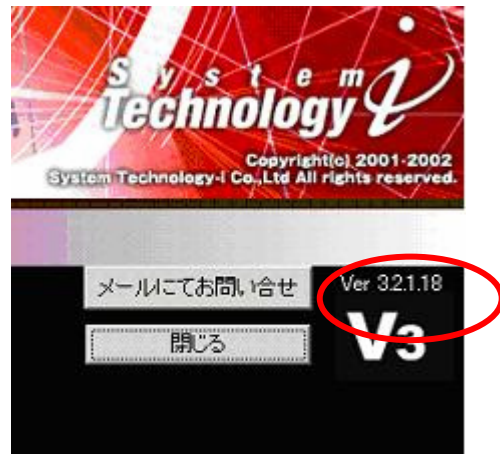 System
Technology i
Copyright(c) 2001-2002
System Technology-i Co.,Ltd All rights reserved.
メールにてお問い合せ
Ver 3.2.1.18
閉じる
V3